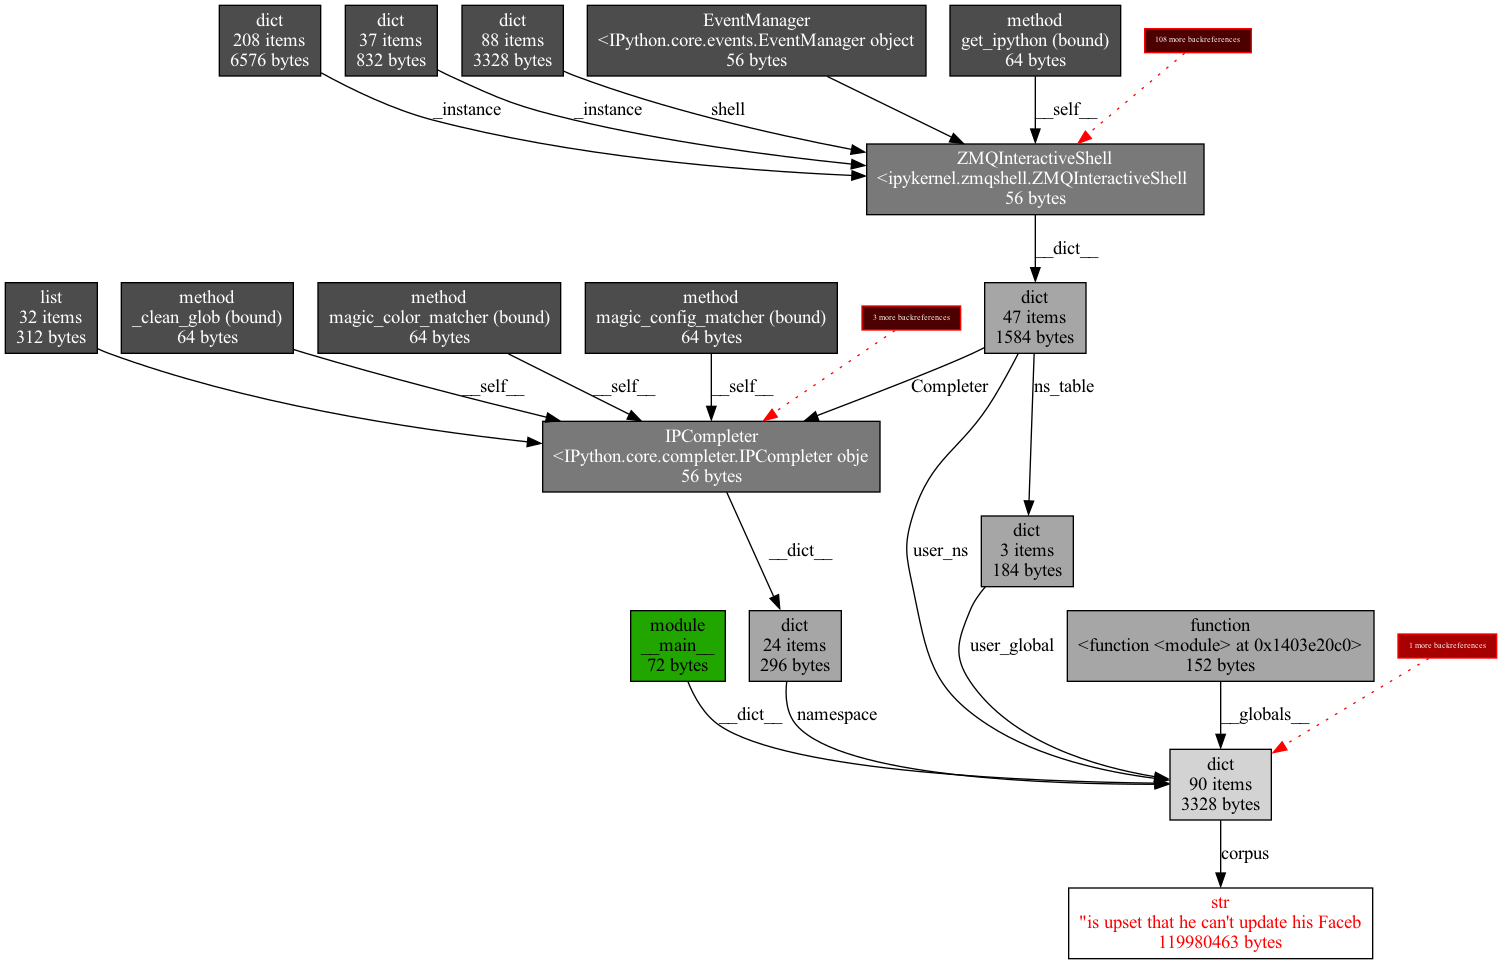 dict
208 items
6576 bytes
dict
37 items
832 bytes
dict
88 items
3328 bytes
EventManager
<IPython.core.events.EventManager object
56 bytes
method
get_ipython (bound)
64 bytes
108 more backreferences
_instance
_instance
shell
__self__
ZMQInteractiveShell
<ipykernel.zmqshell.ZMQInteractiveShell
56 bytes
__dict__
list
32 items
312 bytes
method
_clean_glob (bound)
64 bytes
method
magic_color_matcher (bound)
64 bytes
method
magic_config_matcher (bound)
64 bytes
3 more backreferences
dict
47 items
1584 bytes
__self__
__self__
__self__
Completer
ns_table
IPCompleter
<IPython.core.completer.IPCompleter obje
56 bytes
__dict__
user_ns
dict
3 items
184 bytes
module
__main__
72 bytes
dict
24 items
296 bytes
user_global
function
<function <module> at 0x1403e20c0>
152 bytes
1 more backreferences
__dict__
namespace
__globals__
dict
90 items
3328 bytes
corpus
str
"is upset that he can't update his Faceb
119980463 bytes